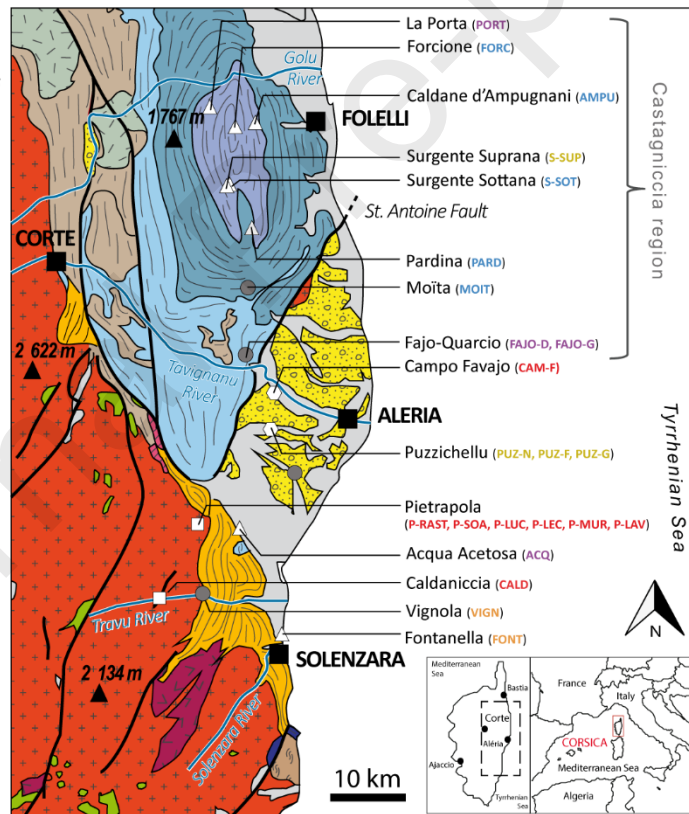 La Porta (PORT)
Forcione (FORC)
Golu
River
Caldane d'Ampugnani (AMPU)
1 767 m
FOLELLI
Surgente Suprana (S-SUP)
Surgente Sottana (S-SOT)
Castagniccia region
St. Antoine Fault
CORTE
Pardina (PARD)
Moïta (MOIT)
2 622 m
Fajo-Quarcio (FAJO-D, FAJO-G)
Campo Favajo (CAM-F)
Tavignanu
River
ALERIA
Tyrrhenian Sea
Puzzichellu (PUZ-N, PUZ-F, PUZ-G)
Pietrapola
(P-RAST, P-SOA, P-LUC, P-LEC, P-MUR, P-LAV)
Acqua Acetosa (ACQ)
Caldaniccia (CALD)
Travu River
Vignola (VIGN)
N
Fontanella (FONT)
SOLENZARA
2 134 m
Solenzara River
10 km
Mediterranean
Sea
Bastia
Corte
Aléria
Ajaccio
Tyrrhenian
Sea
France
Italy
CORSICA
Mediterranean Sea
Algeria